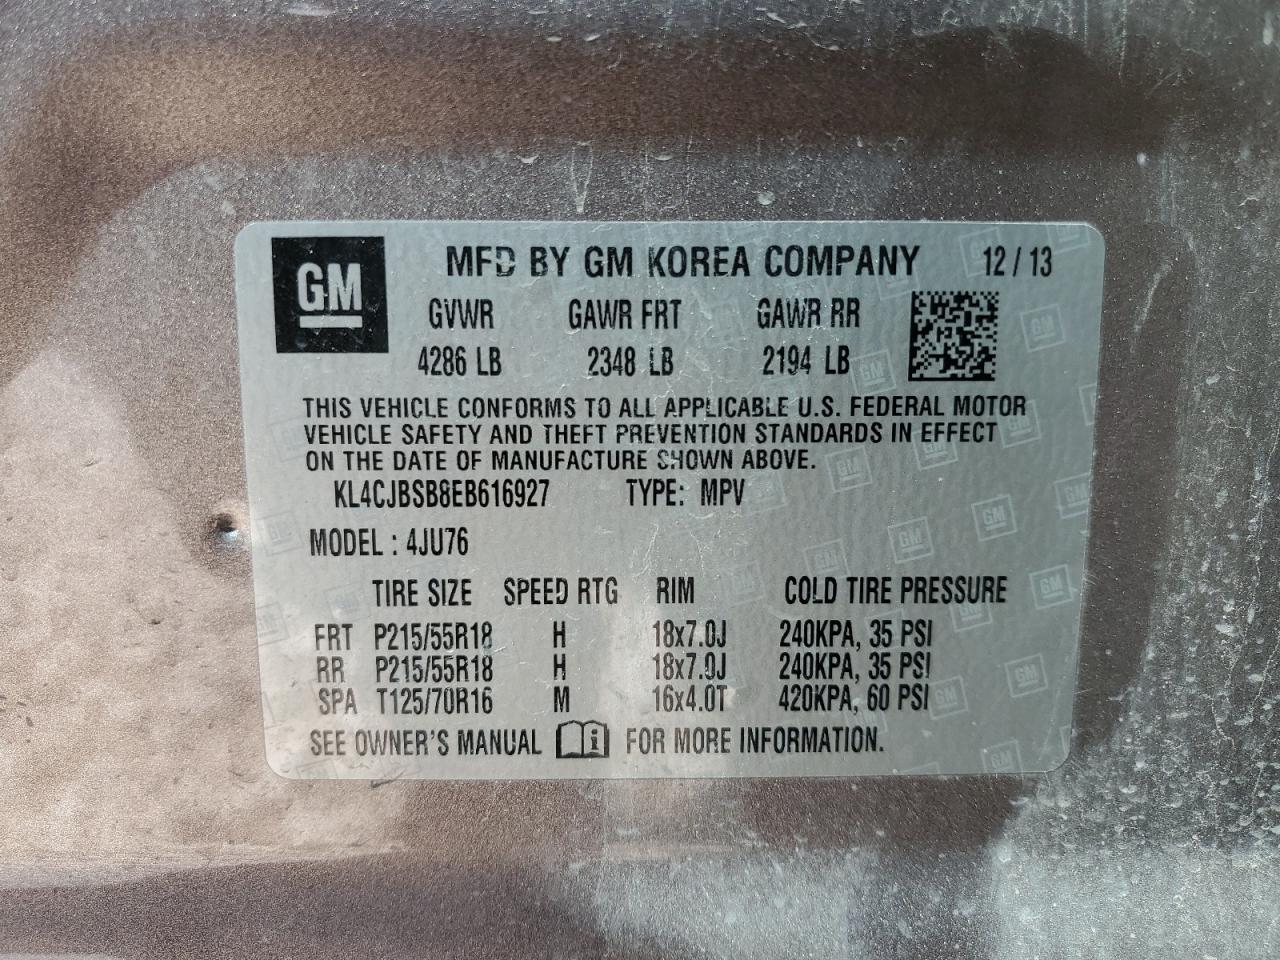 GM
MFD BY GM KOREA COMPANY 12 / 13
GVWR GAWR FRT GAWR RR
4286 LB 2348 LB 2194 LB
THIS VEHICLE CONFORMS TO ALL APPLICABLE U.S. FEDERAL MOTOR
VEHICLE SAFETY AND THEFT PREVENTION STANDARDS IN EFFECT
ON THE DATE OF MANUFACTURE SHOWN ABOVE.
KL4CJBSB8EB616927 TYPE: MPV
MODEL : 4JU76
TIRE SIZE SPEED RTG RIM COLD TIRE PRESSURE
FRT P215/55R18 H 18x7.0J 240KPA, 35 PSI
RR P215/55R18 H 18x7.0J 240KPA, 35 PSI
SPA T125/70R16 M 16x4.0T 420KPA, 60 PSI
SEE OWNER'S MANUAL i FOR MORE INFORMATION.